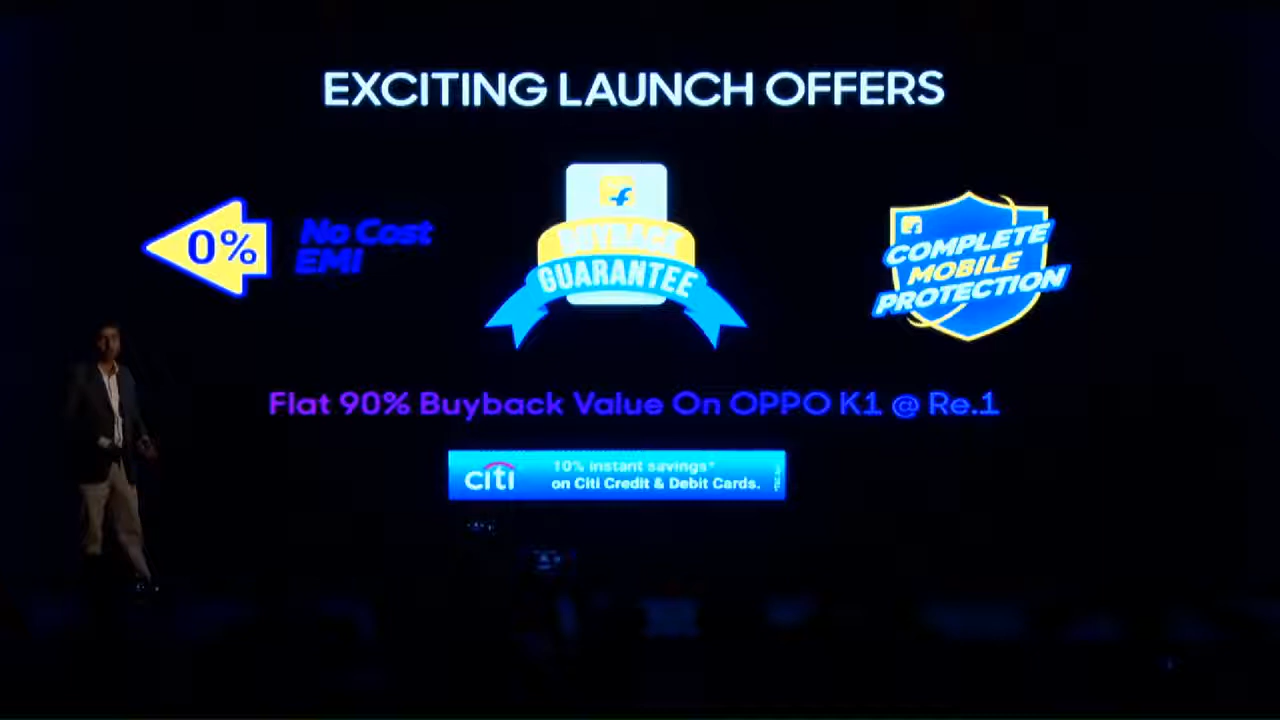 EXCITING LAUNCH OFFERS
0%
No Cost
EMI
f
BUYBACK
GUARANTEE
COMPLETE
MOBILE
PROTECTION
Flat 90% Buyback Value On OPPO K1 @ Re.1
citi
10% instant savings*
on Citi Credit & Debit Cards.